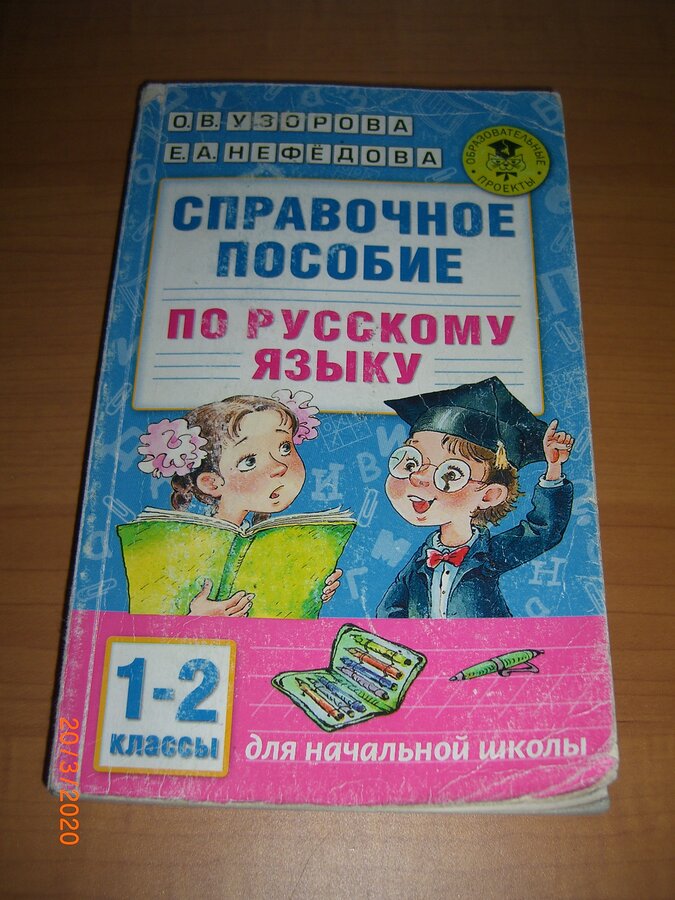 О.В.УЗОРОВА
Е.А.НЕФЁДОВА
ОБРАЗОВАТЕЛЬНЫЕ
ПРОЕКТЫ
СПРАВОЧНОЕ
ПОСОБИЕ
ПО РУССКОМУ
ЯЗЫКУ
1-2
КЛАССЫ
для начальной школы
20/3/2020